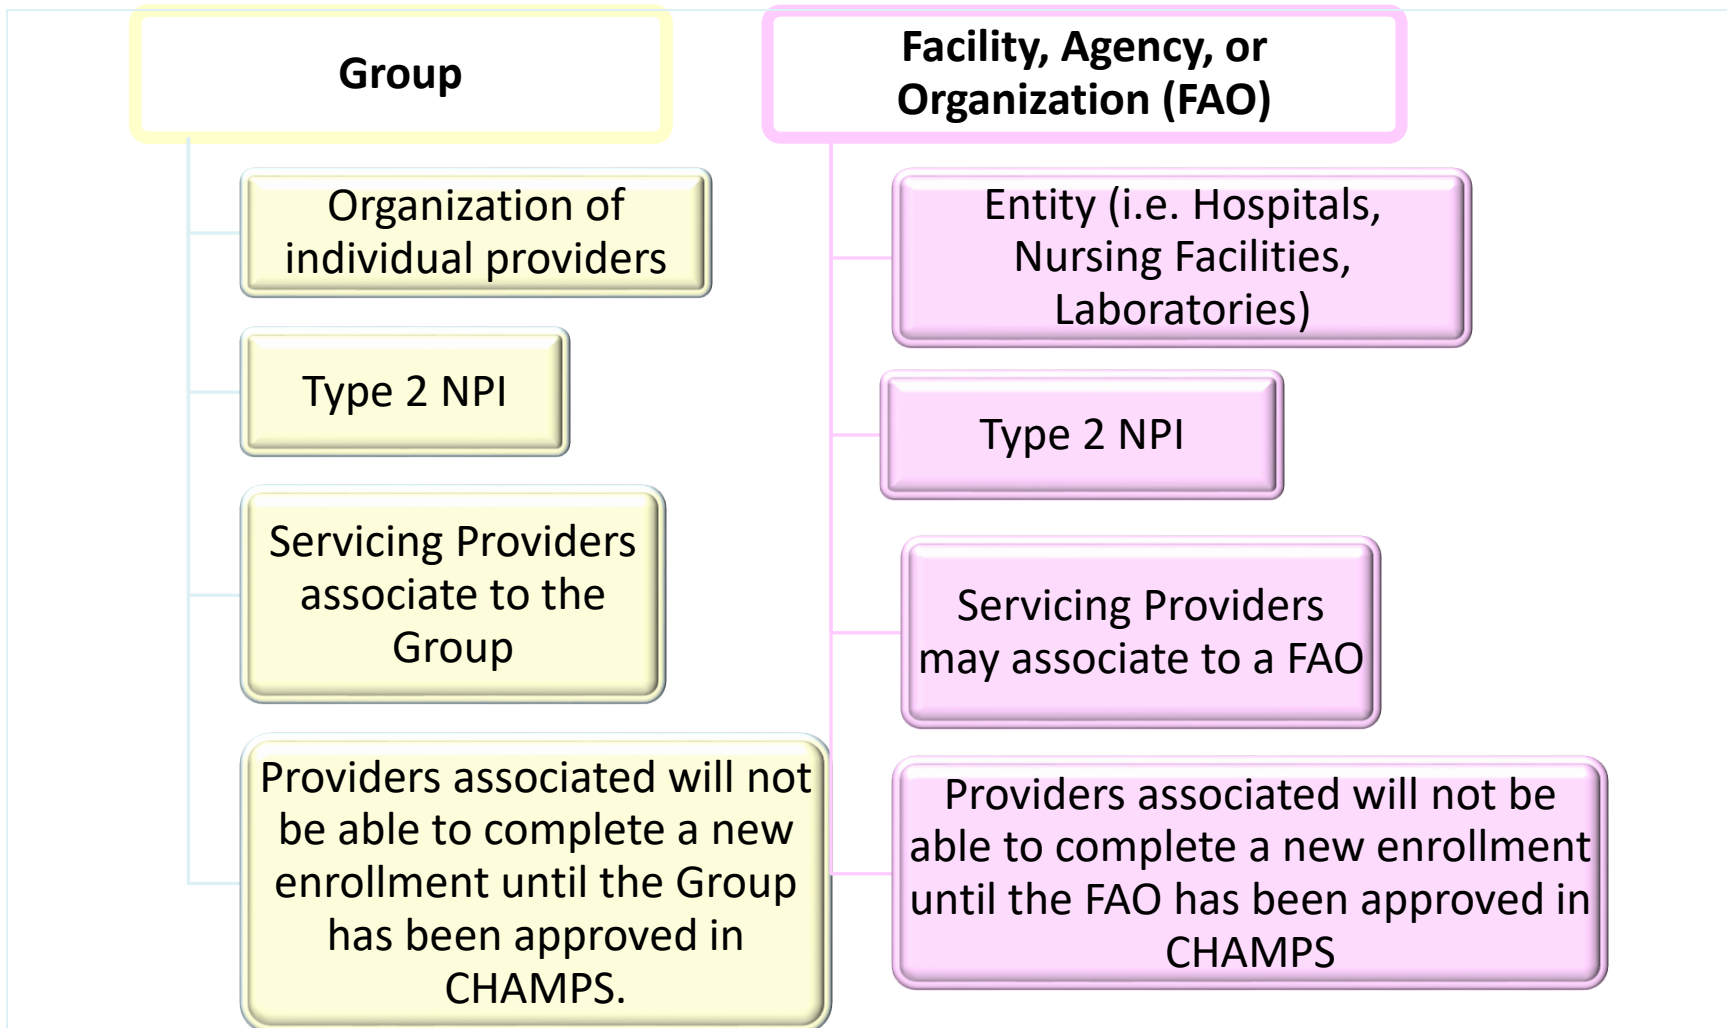 Group
Organization of
individual providers
Type 2 NPI
Servicing Providers
associate to the
Group
Providers associated will not
be able to complete a new
enrollment until the Group
has been approved in
CHAMPS.
Facility, Agency, or
Organization (FAO)
Entity (i.e. Hospitals,
Nursing Facilities,
Laboratories)
Type 2 NPI
Servicing Providers
may associate to a FAO
Providers associated will not be
able to complete a new enrollment
until the FAO has been approved in
CHAMPS